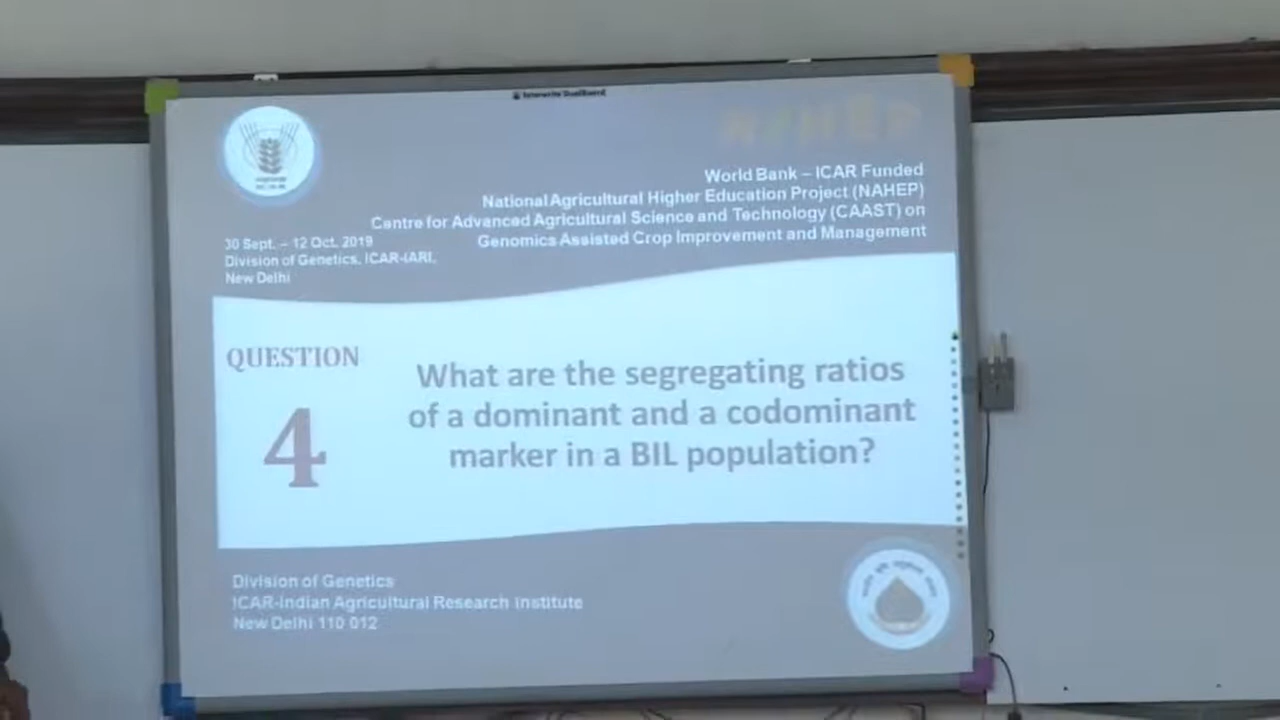 World Bank – ICAR Funded
National Agricultural Higher Education Project (NAHEP)
Centre for Advanced Agricultural Science and Technology (CAAST) on
Genomics Assisted Crop Improvement and Management
30 Sept. – 12 Oct. 2019
Division of Genetics, ICAR-IARI,
New Delhi
QUESTION
4
What are the segregating ratios
of a dominant and a codominant
marker in a BIL population?
Division of Genetics
ICAR-Indian Agricultural Research Institute
New Delhi 110 012